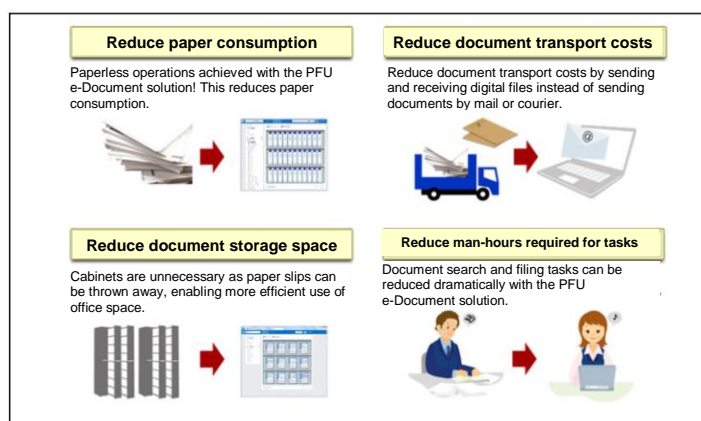 Reduce paper consumption
Paperless operations achieved with the PFU
e-Document solution! This reduces paper
consumption.
Reduce document transport costs
Reduce document transport costs by sending
and receiving digital files instead of sending
documents by mail or courier.
@
Reduce document storage space
Cabinets are unnecessary as paper slips can
be thrown away, enabling more efficient use of
office space.
Reduce man-hours required for tasks
Document search and filing tasks can be
reduced dramatically with the PFU
e-Document solution.